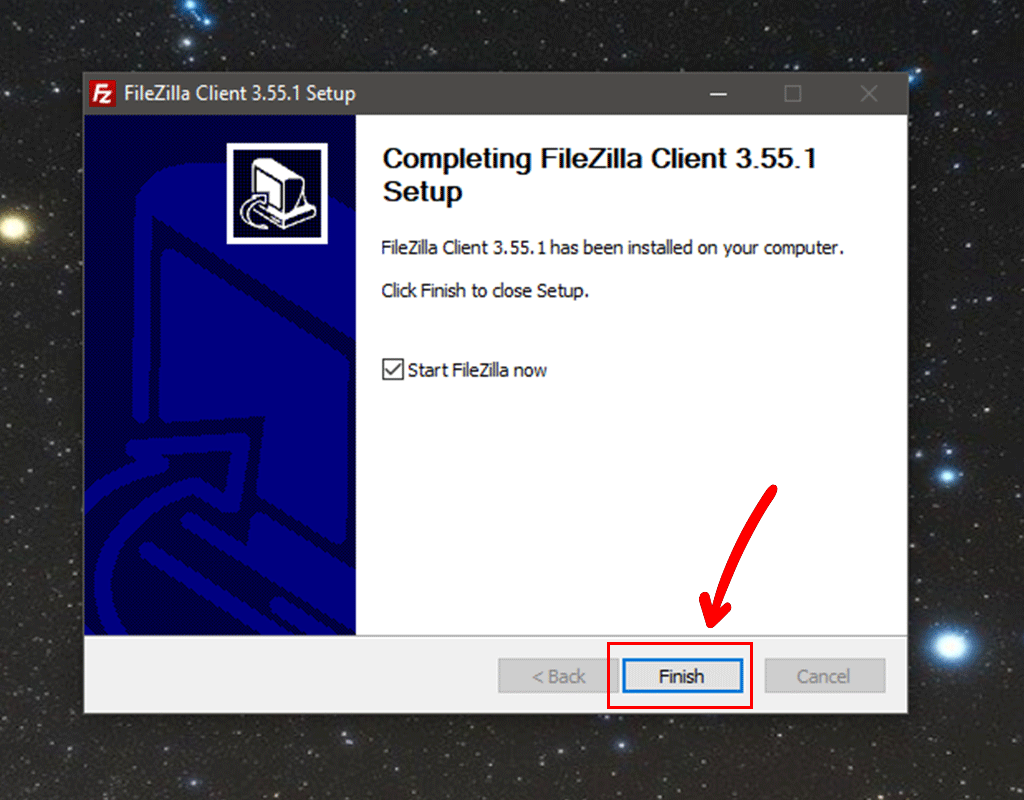 FileZilla Client 3.55.1 Setup
Completing FileZilla Client 3.55.1
Setup
FileZilla Client 3.55.1 has been installed on your computer.
Click Finish to close Setup.
Start FileZilla now
< Back
Finish
Cancel